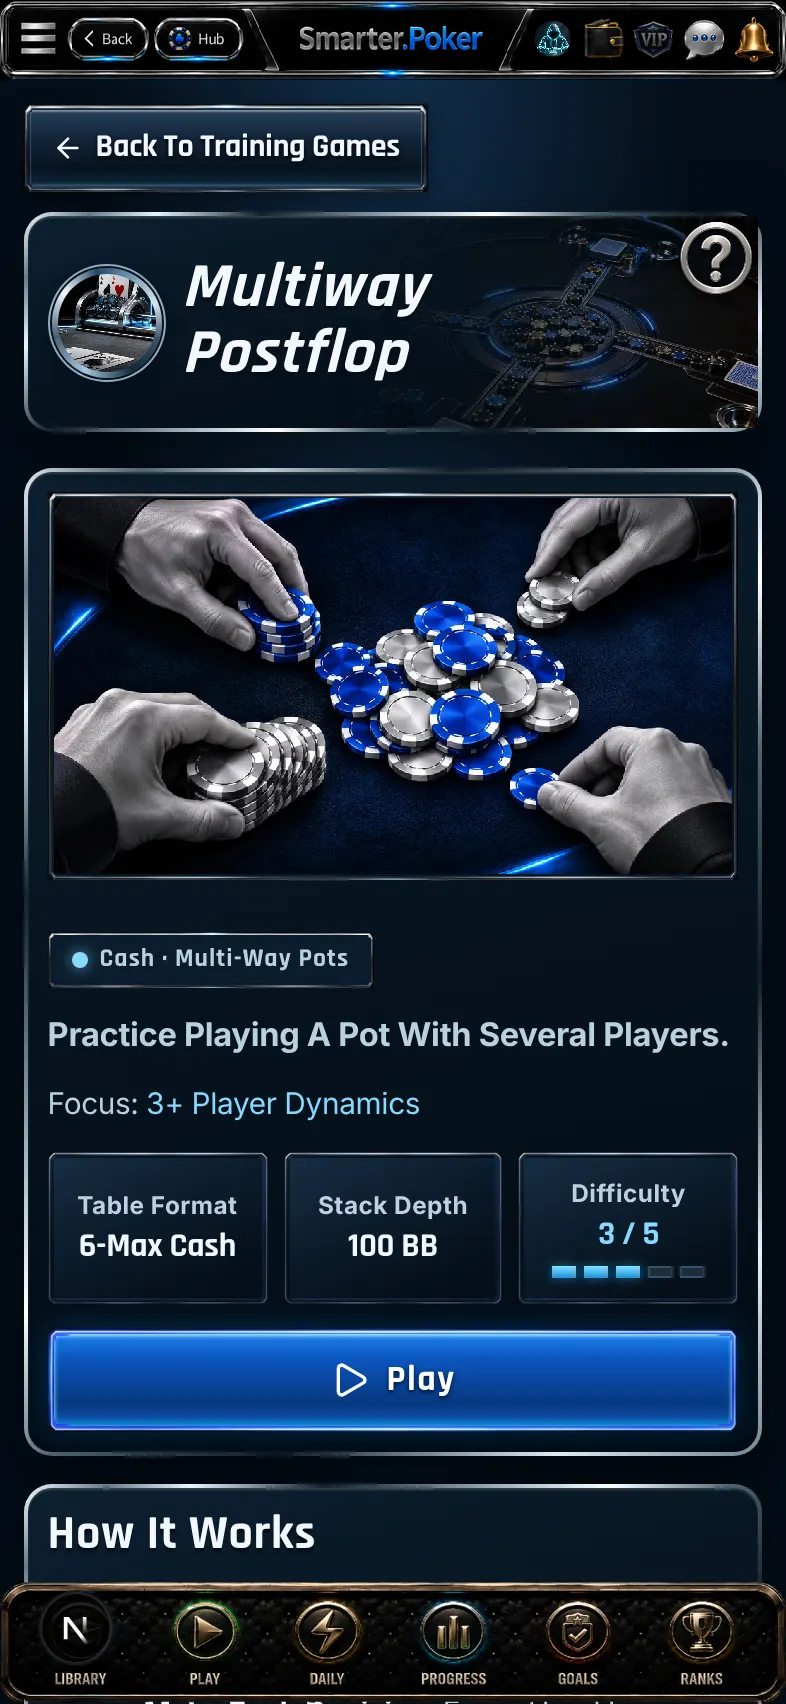 Back
Hub
Smarter.Poker
VIP
Back To Training Games
?
Multiway
Postflop
Cash · Multi-Way Pots
Practice Playing A Pot With Several Players.
Focus: 3+ Player Dynamics
Table Format
6-Max Cash
Stack Depth
100 BB
Difficulty
3 / 5
Play
How It Works
N
LIBRARY
PLAY
DAILY
PROGRESS
GOALS
RANKS